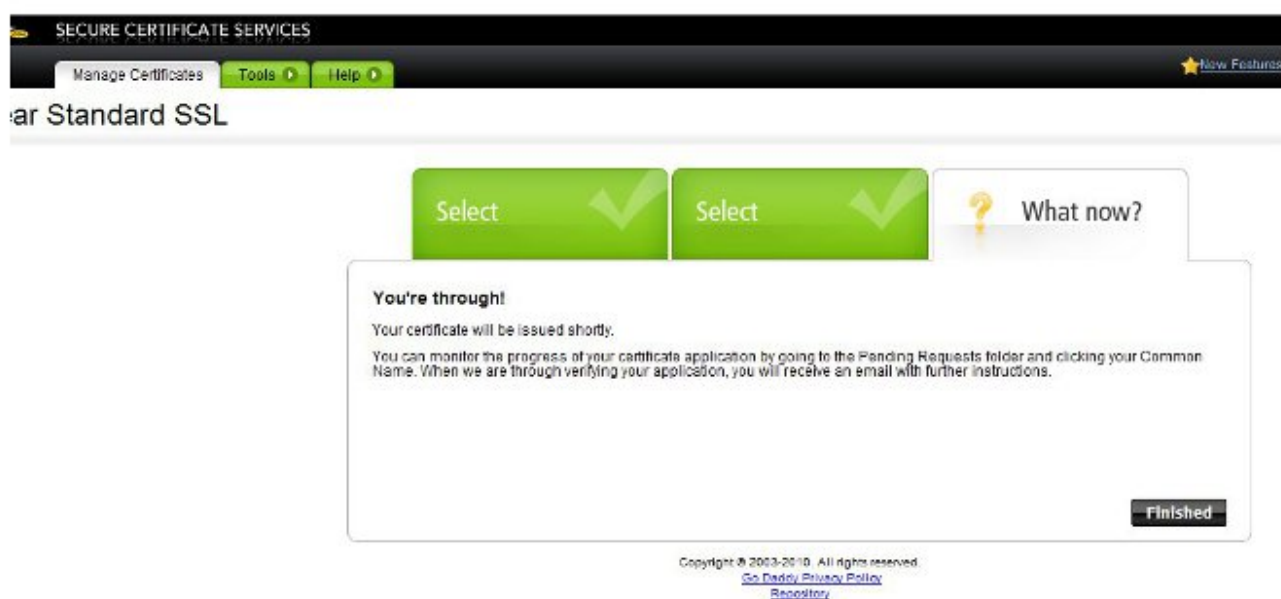 SECURE CERTIFICATE SERVICES
Manage Certificates Tools Help
New Features
ar Standard SSL
Select Select What now?
You're through!
Your certificate will be issued shortly.
You can monitor the progress of your certificate application by going to the Pending Requests folder and clicking your Common
Name. When we are through verifying your application, you will receive an email with further instructions.
Finished
Copyright © 2003-2010. All rights reserved.
Go Daddy Privacy Policy
Repository